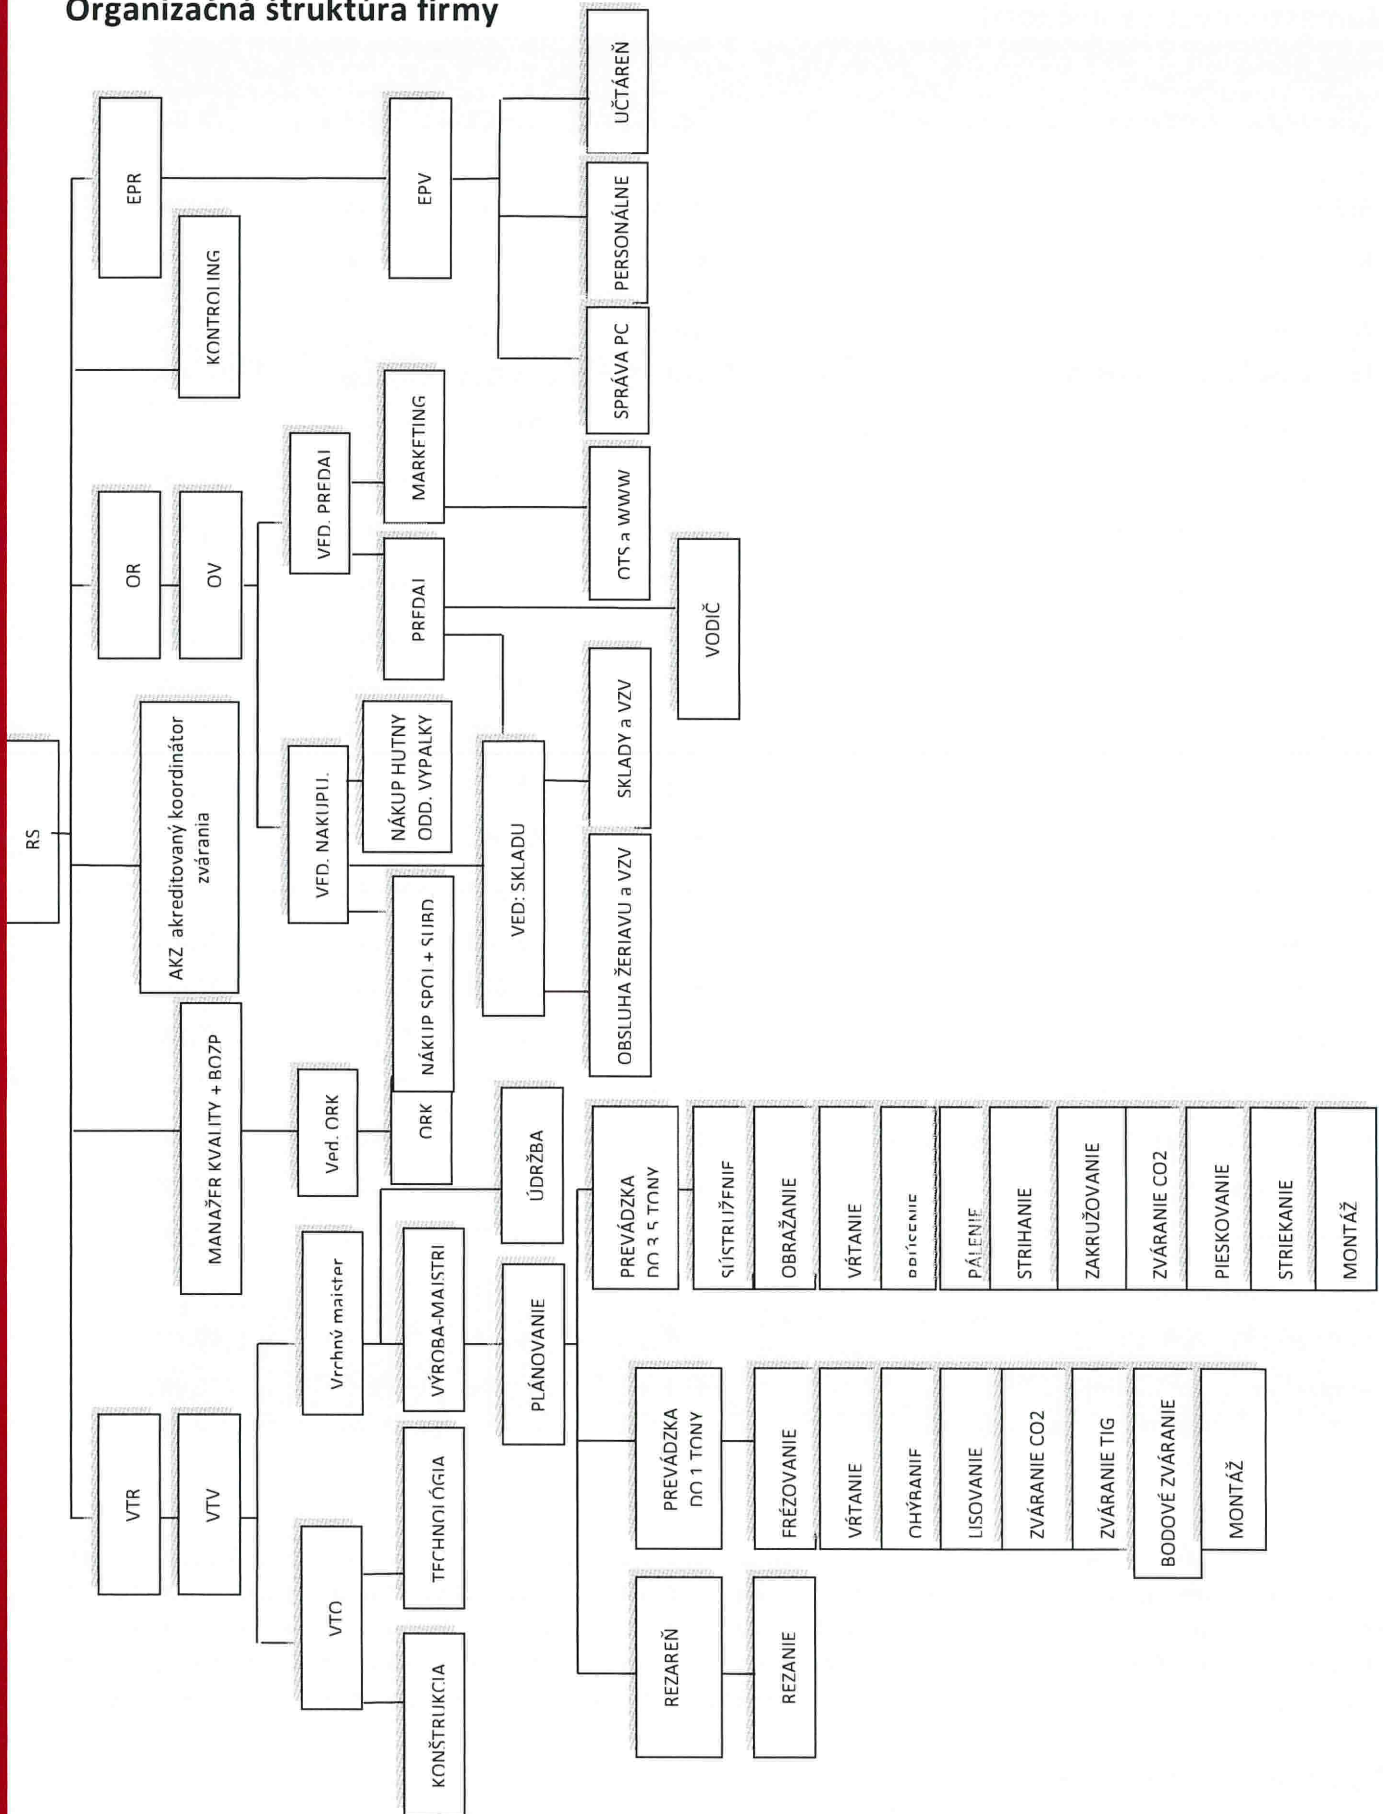 Organizačná štruktúra firmy
RS
VTR
OR
EPR
AKZ akreditovaný koordinátor
zvárania
VTV
MANAŽER KVALITY + BOZP
OV
KONTROLING
VTO
Vrchný majster
Ved. ORK
VED. NAKUPU.
VED. PREDAJ
KONŠTRUKCIA
TECHNOLÓGIA
VÝROBA-MAJSTRI
ORK
NÁKUP SPOJ + SUBD
NÁKUP HUTNY
ODD. VYPALKY
PREDAJ
MARKETING
EPV
PLÁNOVANIE
ÚDRŽBA
VED: SKLADU
OBSLUHA ŽERIAVU a VZV
SKLADY a VZV
OTS a WWW
SPRÁVA PC
PERSONÁLNE
UČTÁREŇ
VODIČ
REZAREŇ
REZANIE
PREVÁDZKA
DO 1 TONY
FRÉZOVANIE
VŔTANIE
OHÝBANIE
LISOVANIE
ZVÁRANIE CO2
ZVÁRANIE TIG
BODOVÉ ZVÁRANIE
MONTÁŽ
PREVÁDZKA
DO 3,5 TONY
SÚSTRUŽENIE
OBRAŽANIE
VŔTANIE
BRÚSENIE
PÁLENIE
STRIHANIE
ZAKRUŽOVANIE
ZVÁRANIE CO2
PIESKOVANIE
STRIEKANIE
MONTÁŽ